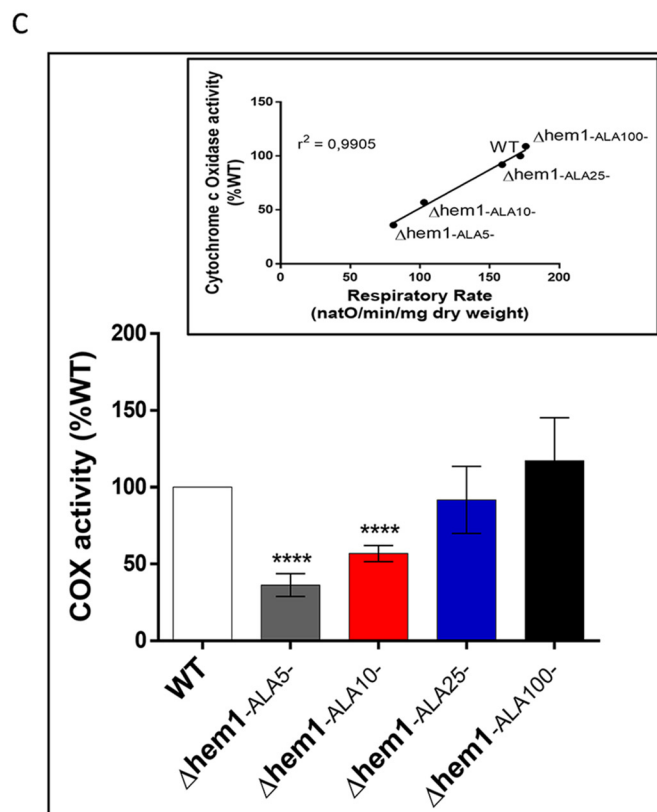 C
Cytochrome c Oxidase activity
(%WT)
150
100
50
0
r² = 0,9905
WT
Δhem1-ALA100-
Δhem1-ALA25-
Δhem1-ALA10-
Δhem1-ALA5-
0 50 100 150 200
Respiratory Rate
(natO/min/mg dry weight)
COX activity (%WT)
200
150
100
50
0
**** ****
WT
Δhem1-ALA5-
Δhem1-ALA10-
Δhem1-ALA25-
Δhem1-ALA100-